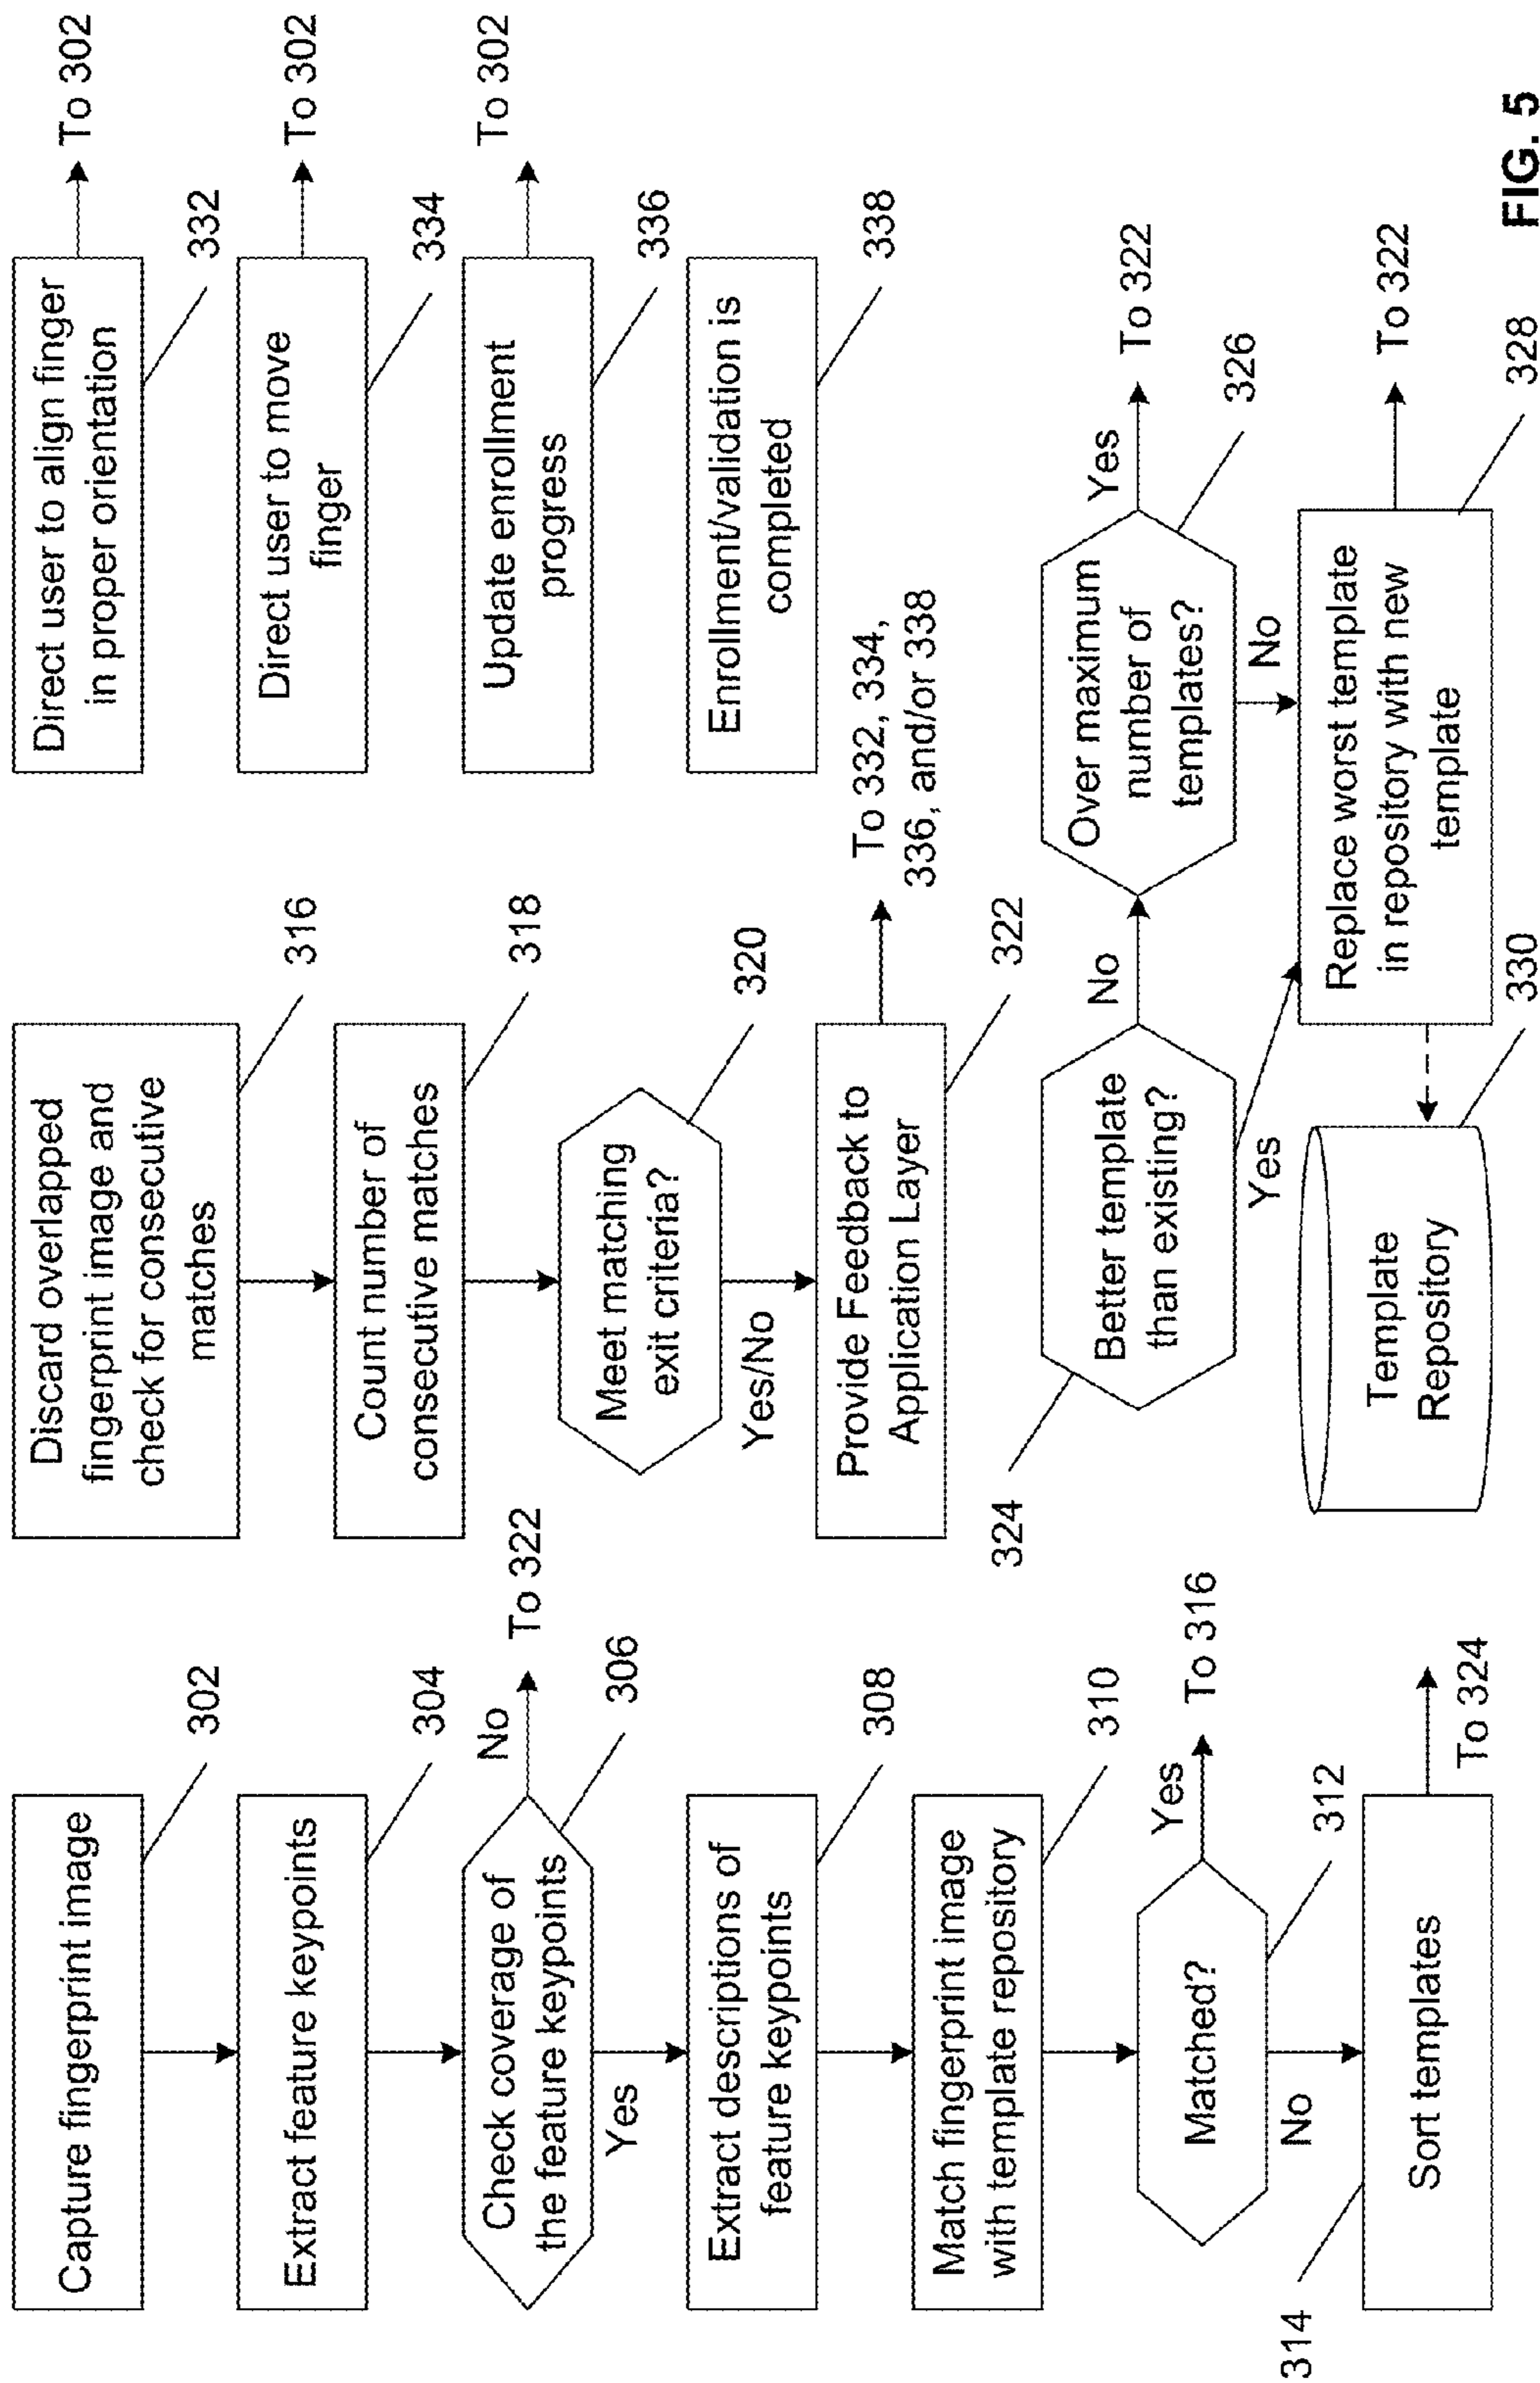 Capture fingerprint image
302
Extract feature keypoints
304
Check coverage of
the feature keypoints
No
To 322
306
Yes
Extract descriptions of
feature keypoints
308
Match fingerprint image
with template repository
310
Matched?
Yes
To 316
312
No
314
Sort templates
To 324
Discard overlapped
fingerprint image and
check for consecutive
matches
316
Count number of
consecutive matches
318
Meet matching
exit criteria?
320
Yes/No
Provide Feedback to
Application Layer
To 332, 334,
336, and/or 338
322
324
Better template
than existing?
No
Yes
Over maximum
number of
templates?
Yes
To 322
326
No
Template
Repository
330
Replace worst template
in repository with new
template
To 322
328
Direct user to align finger
in proper orientation
To 302
332
Direct user to move
finger
To 302
334
Update enrollment
progress
To 302
336
Enrollment/validation is
completed
338
FIG. 5